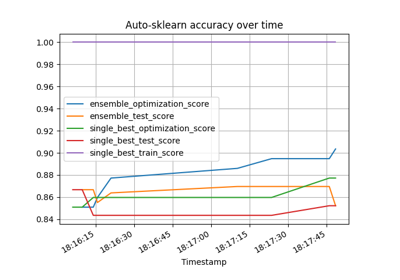 Auto-sklearn accuracy over time
1.00
0.98
0.96
0.94
0.92
0.90
0.88
0.86
0.84
ensemble_optimization_score
ensemble_test_score
single_best_optimization_score
single_best_test_score
single_best_train_score
18:16:15
18:16:30
18:16:45
18:17:00
18:17:15
18:17:30
18:17:45
Timestamp